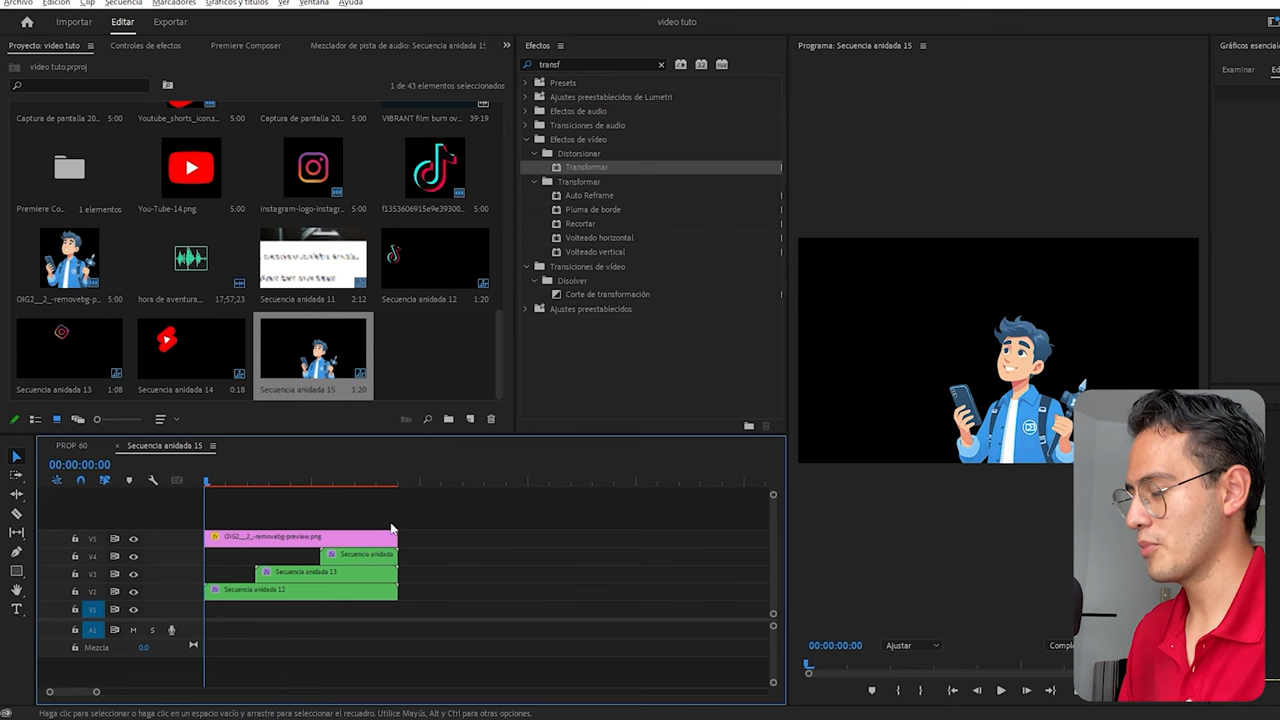 Archivo Edición Clip Secuencia Marcadores Gráficos y títulos Ver Ventana Ayuda
Importar Editar Exportar
video tuto
Proyecto: video tuto Controles de efectos Premiere Composer Mezclador de pista de audio: Secuencia anidada 15
video tuto.prproj
1 de 43 elementos seleccionados
Captura de pantalla 20... 5:00 Youtube_shorts_icon.s... 5:00 Captura de pantalla 20... 5:00 VIBRANT film burn ov... 39:19
Premiere Co... 1 elementos You-Tube-14.png 5:00 instagram-logo-instagr... 5:00 f1353606915e9e39300... 5:00
OIG2__2_-removebg-p... 5:00 hora de aventura... 17;57,23 Secuencia anidada 11 2:12 Secuencia anidada 12 1:20
Secuencia anidada 13 1:08 Secuencia anidada 14 0:18 Secuencia anidada 15 1:20
Efectos
transf
Presets
Ajustes preestablecidos de Lumetri
Efectos de audio
Transiciones de audio
Efectos de vídeo
Distorsionar
Transformar
Transformar
Auto Reframe
Pluma de borde
Recortar
Volteado horizontal
Volteado vertical
Transiciones de vídeo
Disolver
Corte de transformación
Ajustes preestablecidos
Programa: Secuencia anidada 15
Gráficos esencial
Examinar
00:00:00:00 Ajustar
PROP 60 × Secuencia anidada 15
00:00:00:00
V5 OIG2__2_-removebg-preview.png
V4 Secuencia anidada
V3 Secuencia anidada 13
V2 Secuencia anidada 12
V1
A1 M S
Mezcla 0.0
Haga clic para seleccionar o haga clic en un espacio vacío y arrastre para seleccionar el recuadro. Utilice Mayús, Alt y Ctrl para otras opciones.